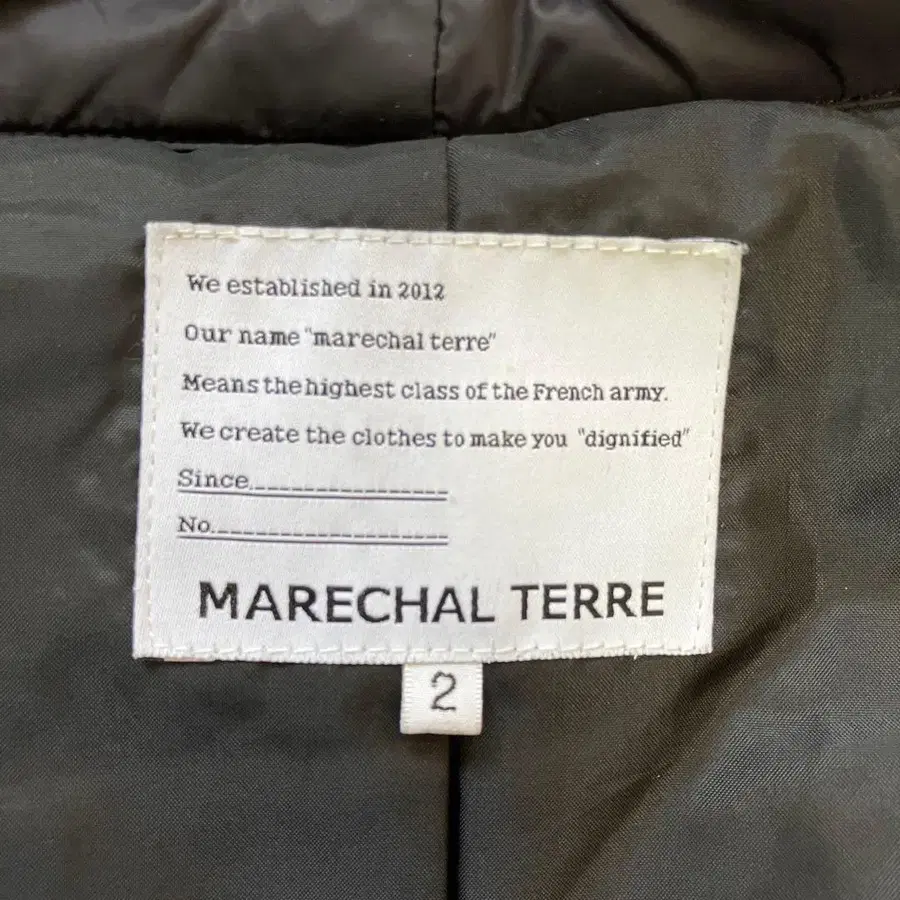 We established in 2012
Our name "marechal terre"
Means the highest class of the French army.
We create the clothes to make you "dignified"
Since
No.
MARECHAL TERRE
2